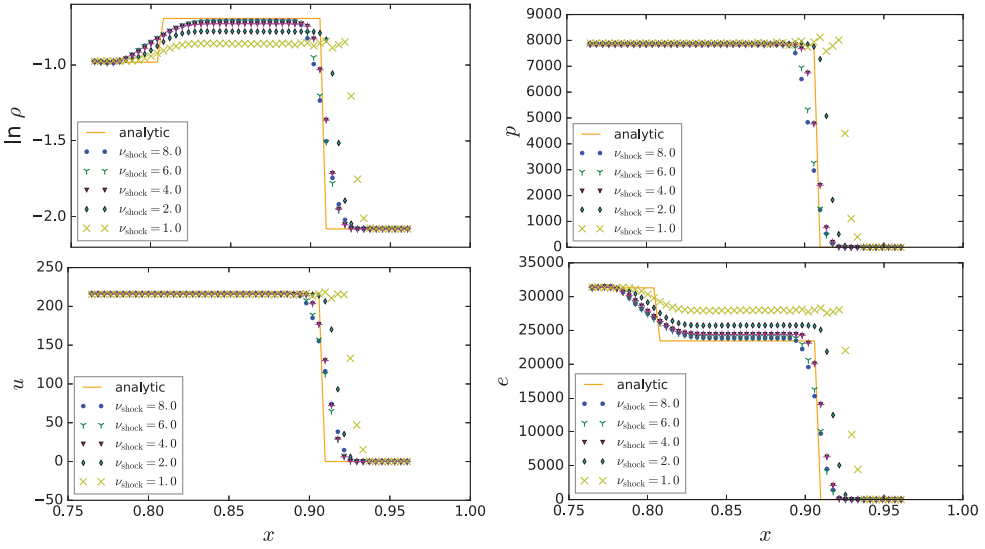 ln ρ
−1.0
−1.5
−2.0
analytic
ν_shock = 8.0
ν_shock = 6.0
ν_shock = 4.0
ν_shock = 2.0
ν_shock = 1.0
p
9000
8000
7000
6000
5000
4000
3000
2000
1000
0
analytic
ν_shock = 8.0
ν_shock = 6.0
ν_shock = 4.0
ν_shock = 2.0
ν_shock = 1.0
u
250
200
150
100
50
0
−50
analytic
ν_shock = 8.0
ν_shock = 6.0
ν_shock = 4.0
ν_shock = 2.0
ν_shock = 1.0
0.75 0.80 0.85 0.90 0.95 1.00
x
e
35000
30000
25000
20000
15000
10000
5000
0
analytic
ν_shock = 8.0
ν_shock = 6.0
ν_shock = 4.0
ν_shock = 2.0
ν_shock = 1.0
0.75 0.80 0.85 0.90 0.95 1.00
x